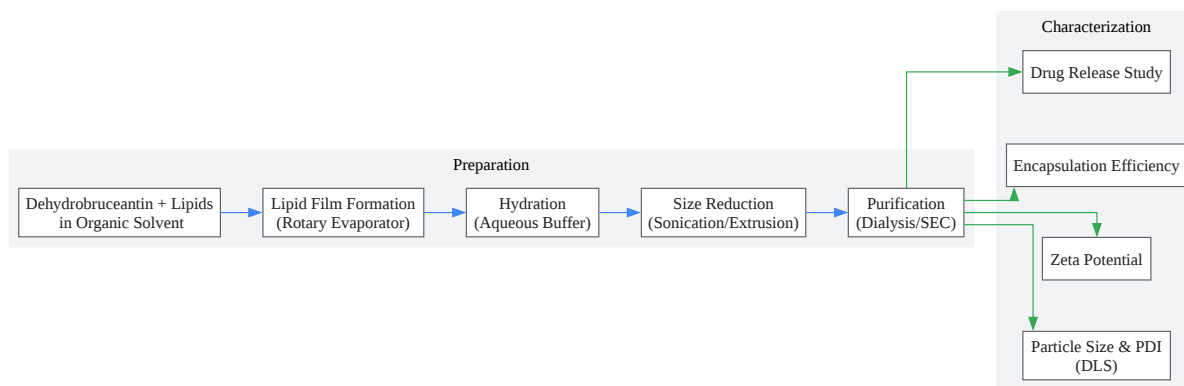 Characterization
Drug Release Study
Preparation
Encapsulation Efficiency
Dehydrobruceantin + Lipids
in Organic Solvent
Lipid Film Formation
(Rotary Evaporator)
Hydration
(Aqueous Buffer)
Size Reduction
(Sonication/Extrusion)
Purification
(Dialysis/SEC)
Zeta Potential
Particle Size & PDI
(DLS)